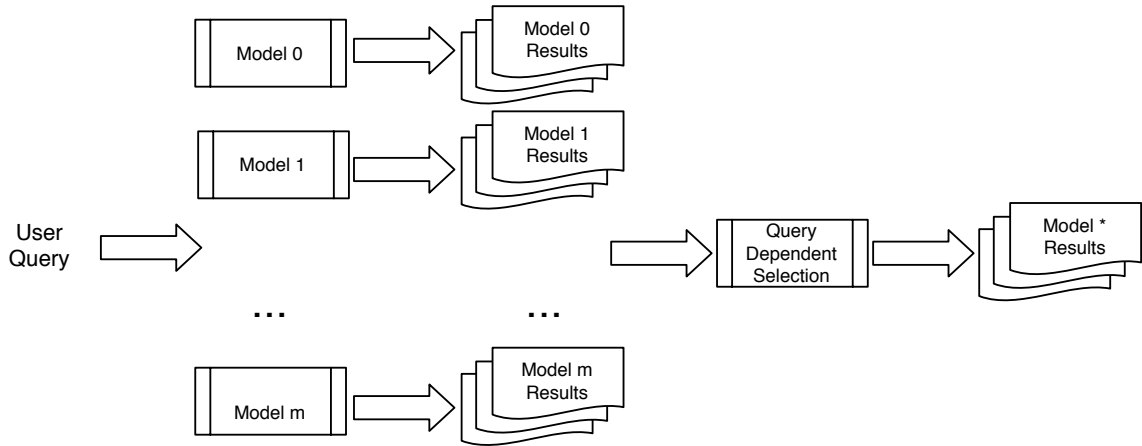 Model 0
Model 0
Results
Model 1
Model 1
Results
User
Query
Query
Dependent
Selection
Model *
Results
...
...
Model m
Model m
Results